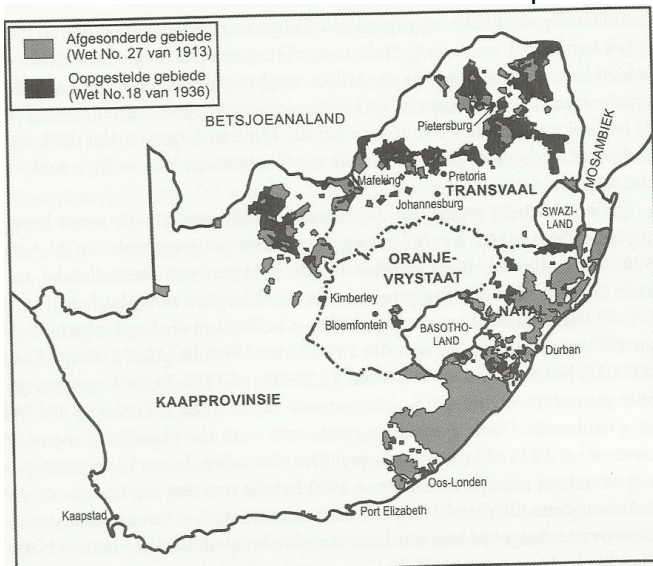 Afgesonderde gebiede
(Wet No. 27 van 1913)
Oopgestelde gebiede
(Wet No.18 van 1936)
BETSJOEANALAND
MOSAMBIEK
Pietersburg
Mafeking
Pretoria
TRANSVAAL
Johannesburg
SWAZI-
LAND
ORANJE-
VRYSTAAT
Kimberley
NATAL
Bloemfontein
BASOTHO-
LAND
Durban
KAAPPROVINSIE
Oos-Londen
Kaapstad
Port Elizabeth